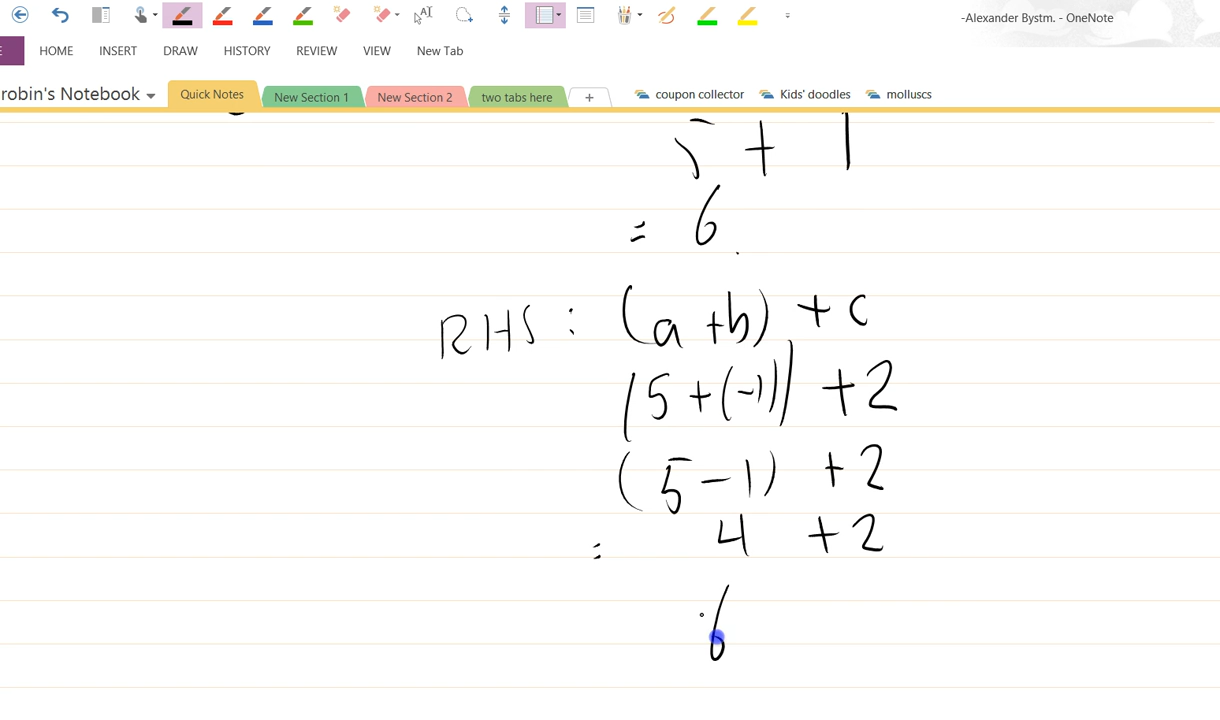 -Alexander Bystm. - OneNote
E HOME INSERT DRAW HISTORY REVIEW VIEW New Tab
robin's Notebook Quick Notes New Section 1 New Section 2 two tabs here + coupon collector Kids' doodles molluscs
5 + 1
= 6.
RHS : (a+b) + c
(5+(-1)) +2
(5-1) +2
= 4 +2
6